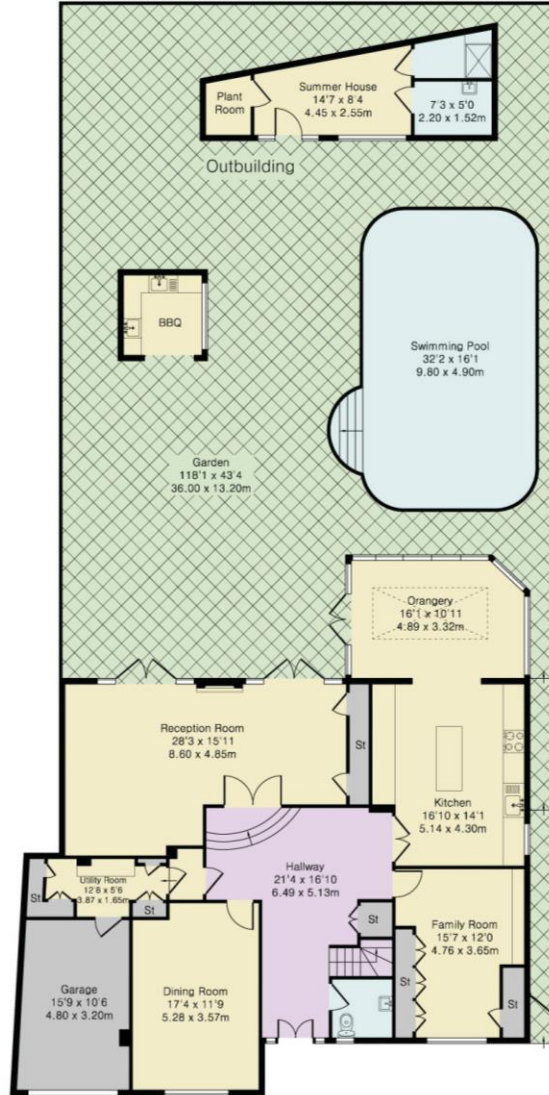 Plant
Room
Summer House
14'7 x 8'4
4.45 x 2.55m
7'3 x 5'0
2.20 x 1.52m
Outbuilding
BBQ
Swimming Pool
32'2 x 16'1
9.80 x 4.90m
Garden
118'1 x 43'4
36.00 x 13.20m
Orangery
16'1 x 10'11
4.89 x 3.32m
Reception Room
28'3 x 15'11
8.60 x 4.85m
St
Kitchen
16'10 x 14'1
5.14 x 4.30m
Hallway
21'4 x 16'10
6.49 x 5.13m
Utility Room
12'8 x 5'6
3.87 x 1.65m
St
St
St
Family Room
15'7 x 12'0
4.76 x 3.65m
St
St
Garage
15'9 x 10'6
4.80 x 3.20m
Dining Room
17'4 x 11'9
5.28 x 3.57m